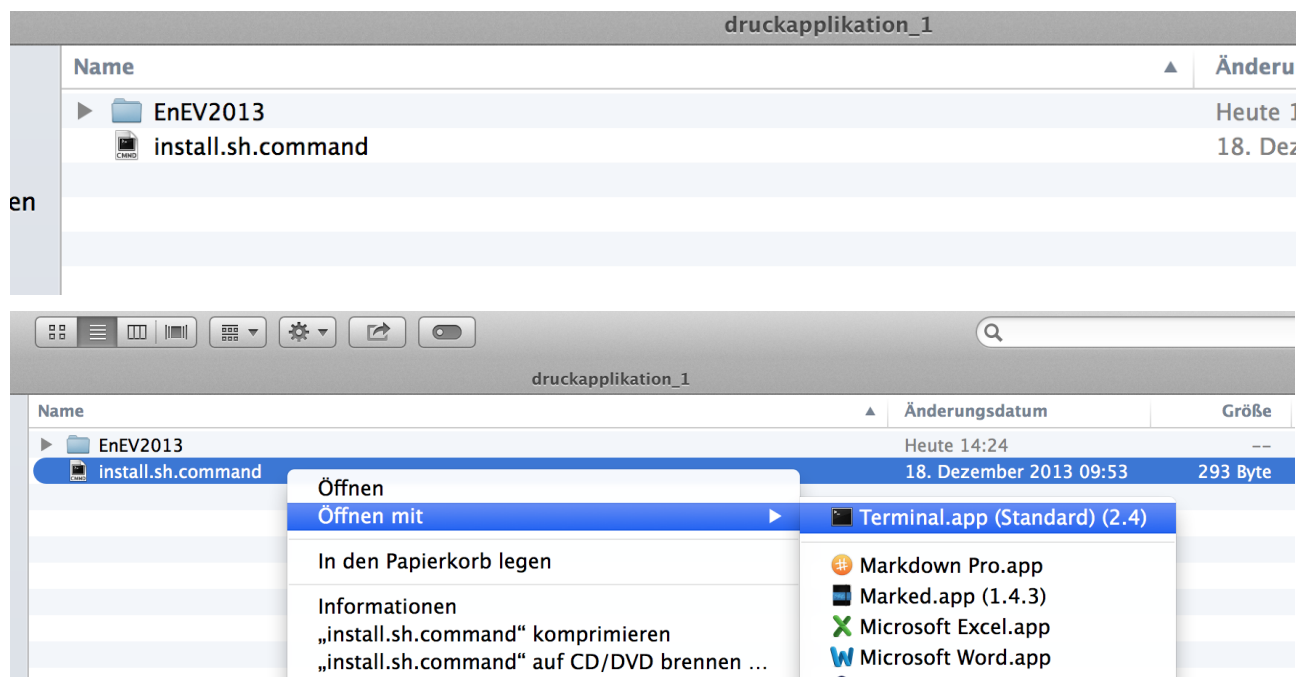 druckapplikation_1
Name Änderu
EnEV2013 Heute 1
install.sh.command 18. Dez
en
druckapplikation_1
Name Änderungsdatum Größe
EnEV2013 Heute 14:24 --
install.sh.command 18. Dezember 2013 09:53 293 Byte
Öffnen
Öffnen mit
Terminal.app (Standard) (2.4)
In den Papierkorb legen
Markdown Pro.app
Informationen
Marked.app (1.4.3)
„install.sh.command“ komprimieren
Microsoft Excel.app
„install.sh.command“ auf CD/DVD brennen ...
Microsoft Word.app